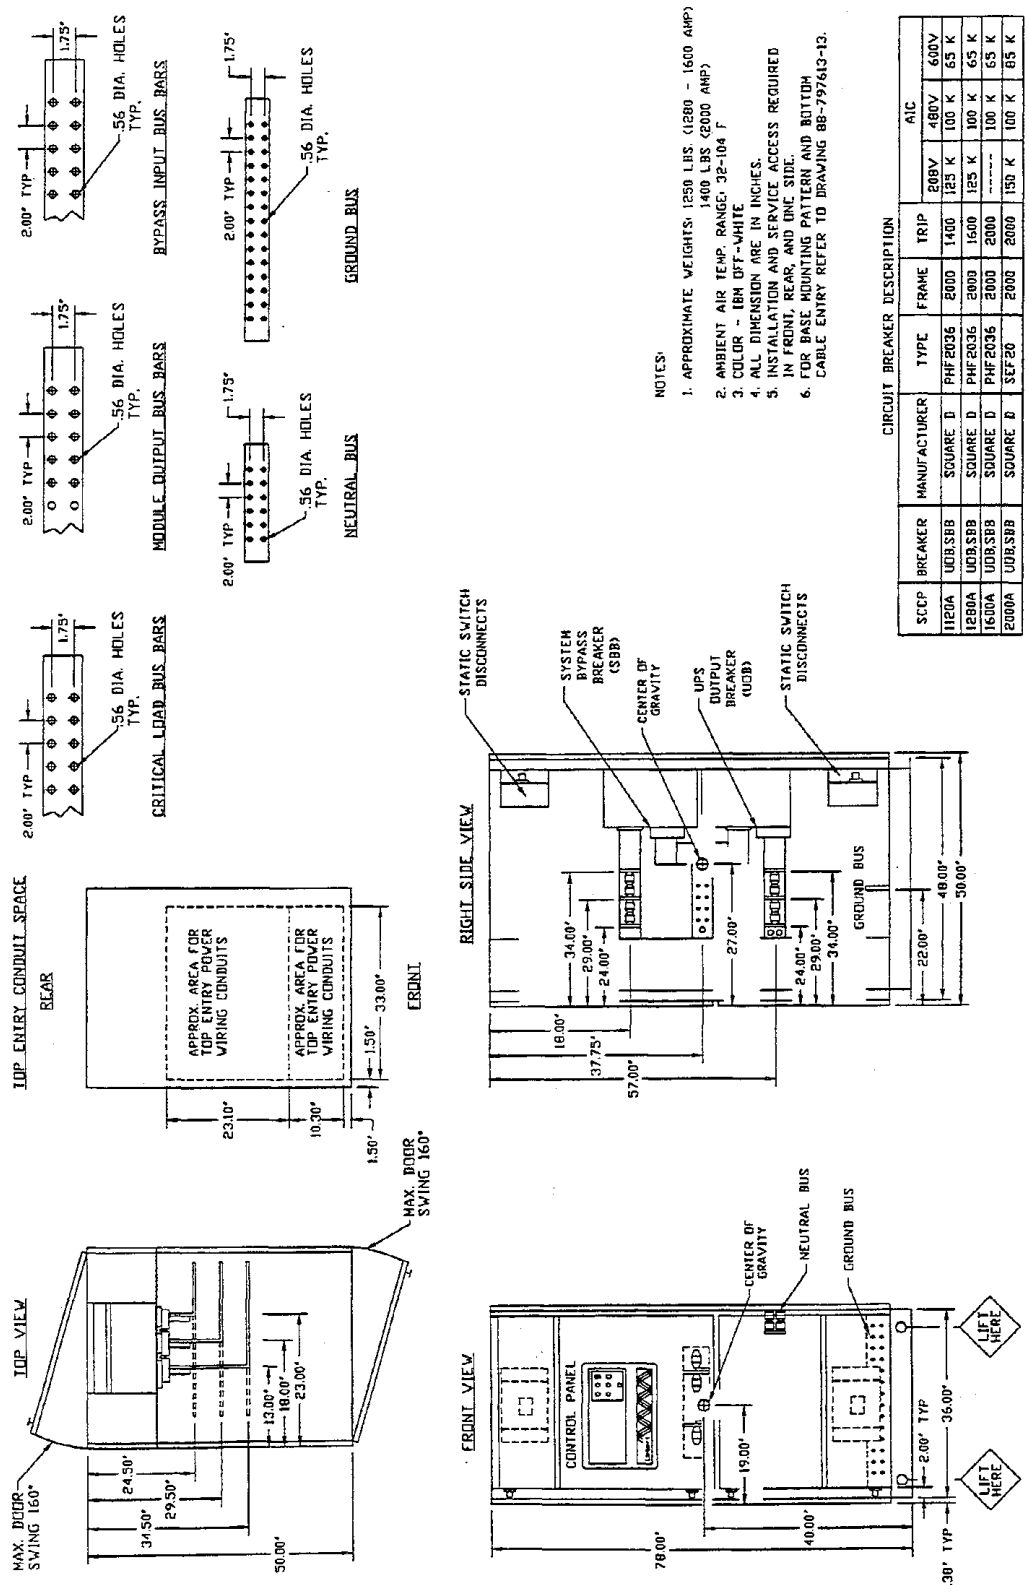 TOP VIEW
MAX. DOOR
SWING 160°
MAX. DOOR
SWING 160°
24.50"
29.50"
34.50"
50.00"
13.00"
18.00"
23.00"
TOP ENTRY CONDUIT SPACE
REAR
APPROX. AREA FOR
TOP ENTRY POWER
WIRING CONDUITS
APPROX. AREA FOR
TOP ENTRY POWER
WIRING CONDUITS
23.10"
10.30"
1.50"
1.50"
33.00"
FRONT
2.00" TYP
1.75"
.56 DIA. HOLES
TYP.
CRITICAL LOAD BUS BARS
2.00" TYP
1.75"
.56 DIA. HOLES
TYP.
MODULE OUTPUT BUS BARS
2.00" TYP
1.75"
.56 DIA. HOLES
TYP.
BYPASS INPUT BUS BARS
2.00" TYP
1.75"
.56 DIA. HOLES
TYP.
NEUTRAL BUS
2.00" TYP
1.75"
.56 DIA. HOLES
TYP.
GROUND BUS
FRONT VIEW
CONTROL PANEL
CENTER OF
GRAVITY
NEUTRAL BUS
GROUND BUS
78.00"
19.00"
40.00"
2.00" TYP
36.00"
.38" TYP
LIFT
HERE
LIFT
HERE
RIGHT SIDE VIEW
STATIC SWITCH
DISCONNECTS
SYSTEM
BYPASS
BREAKER
(SBB)
CENTER OF
GRAVITY
UPS
OUTPUT
BREAKER
(UOB)
STATIC SWITCH
DISCONNECTS
34.00"
29.00"
24.00"
18.00"
37.75"
57.00"
27.00"
24.00"
29.00"
34.00"
GROUND BUS
22.00"
48.00"
50.00"
NOTES:
1. APPROXIMATE WEIGHTS: 1250 LBS. (1280 - 1600 AMP)
1400 LBS (2000 AMP)
2. AMBIENT AIR TEMP. RANGE: 32-104 F
3. COLOR - IBM OFF-WHITE
4. ALL DIMENSION ARE IN INCHES.
5. INSTALLATION AND SERVICE ACCESS REQUIRED
IN FRONT, REAR, AND ONE SIDE.
6. FOR BASE MOUNTING PATTERN AND BOTTOM
CABLE ENTRY REFER TO DRAWING 88-797613-13.
CIRCUIT BREAKER DESCRIPTION
SCCP BREAKER MANUFACTURER TYPE FRAME TRIP AIC
208V 480V 600V
1120A UOB,SBB SQUARE D PHF2036 2000 1400 125 K 100 K 65 K
1280A UOB,SBB SQUARE D PHF2036 2000 1600 125 K 100 K 65 K
1600A UOB,SBB SQUARE D PHF2036 2000 2000 ----- 100 K 65 K
2000A UOB,SBB SQUARE D SEF20 2000 2000 150 K 100 K 85 K